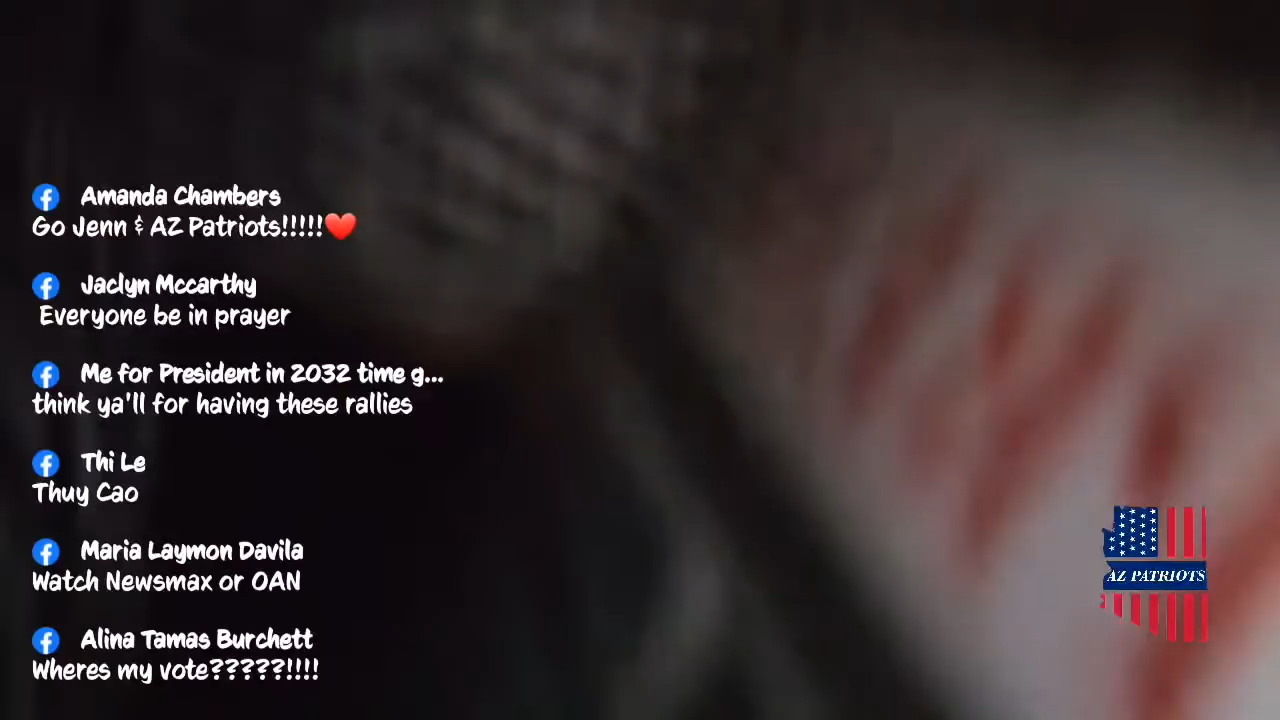 Amanda Chambers
Go Jenn & AZ Patriots!!!!!❤️
Jaclyn Mccarthy
Everyone be in prayer
Me for President in 2032 time g...
think ya'll for having these rallies
Thi Le
Thuy Cao
Maria Laymon Davila
Watch Newsmax or OAN
Alina Tamas Burchett
Wheres my vote?????!!!!
AZ PATRIOTS